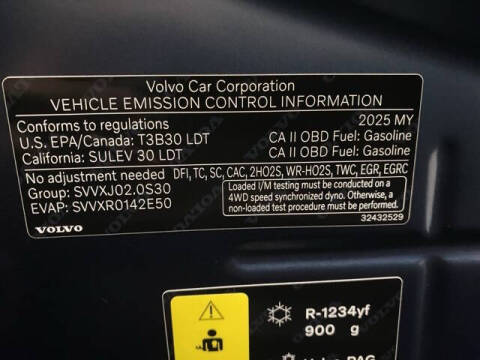 Volvo Car Corporation
VEHICLE EMISSION CONTROL INFORMATION
Conforms to regulations 2025 MY
U.S. EPA/Canada: T3B30 LDT CA II OBD Fuel: Gasoline
California: SULEV 30 LDT CA II OBD Fuel: Gasoline
No adjustment needed DFI, TC, SC, CAC, 2HO2S, WR-HO2S, TWC, EGR, EGRC
Group: SVVXJ02.0S30
EVAP: SVVXR0142E50
Loaded I/M testing must be conducted on a
4WD speed synchronized dyno. Otherwise, a
non-loaded test procedure must be used.
VOLVO 32432529
R-1234yf
900 g
PAG